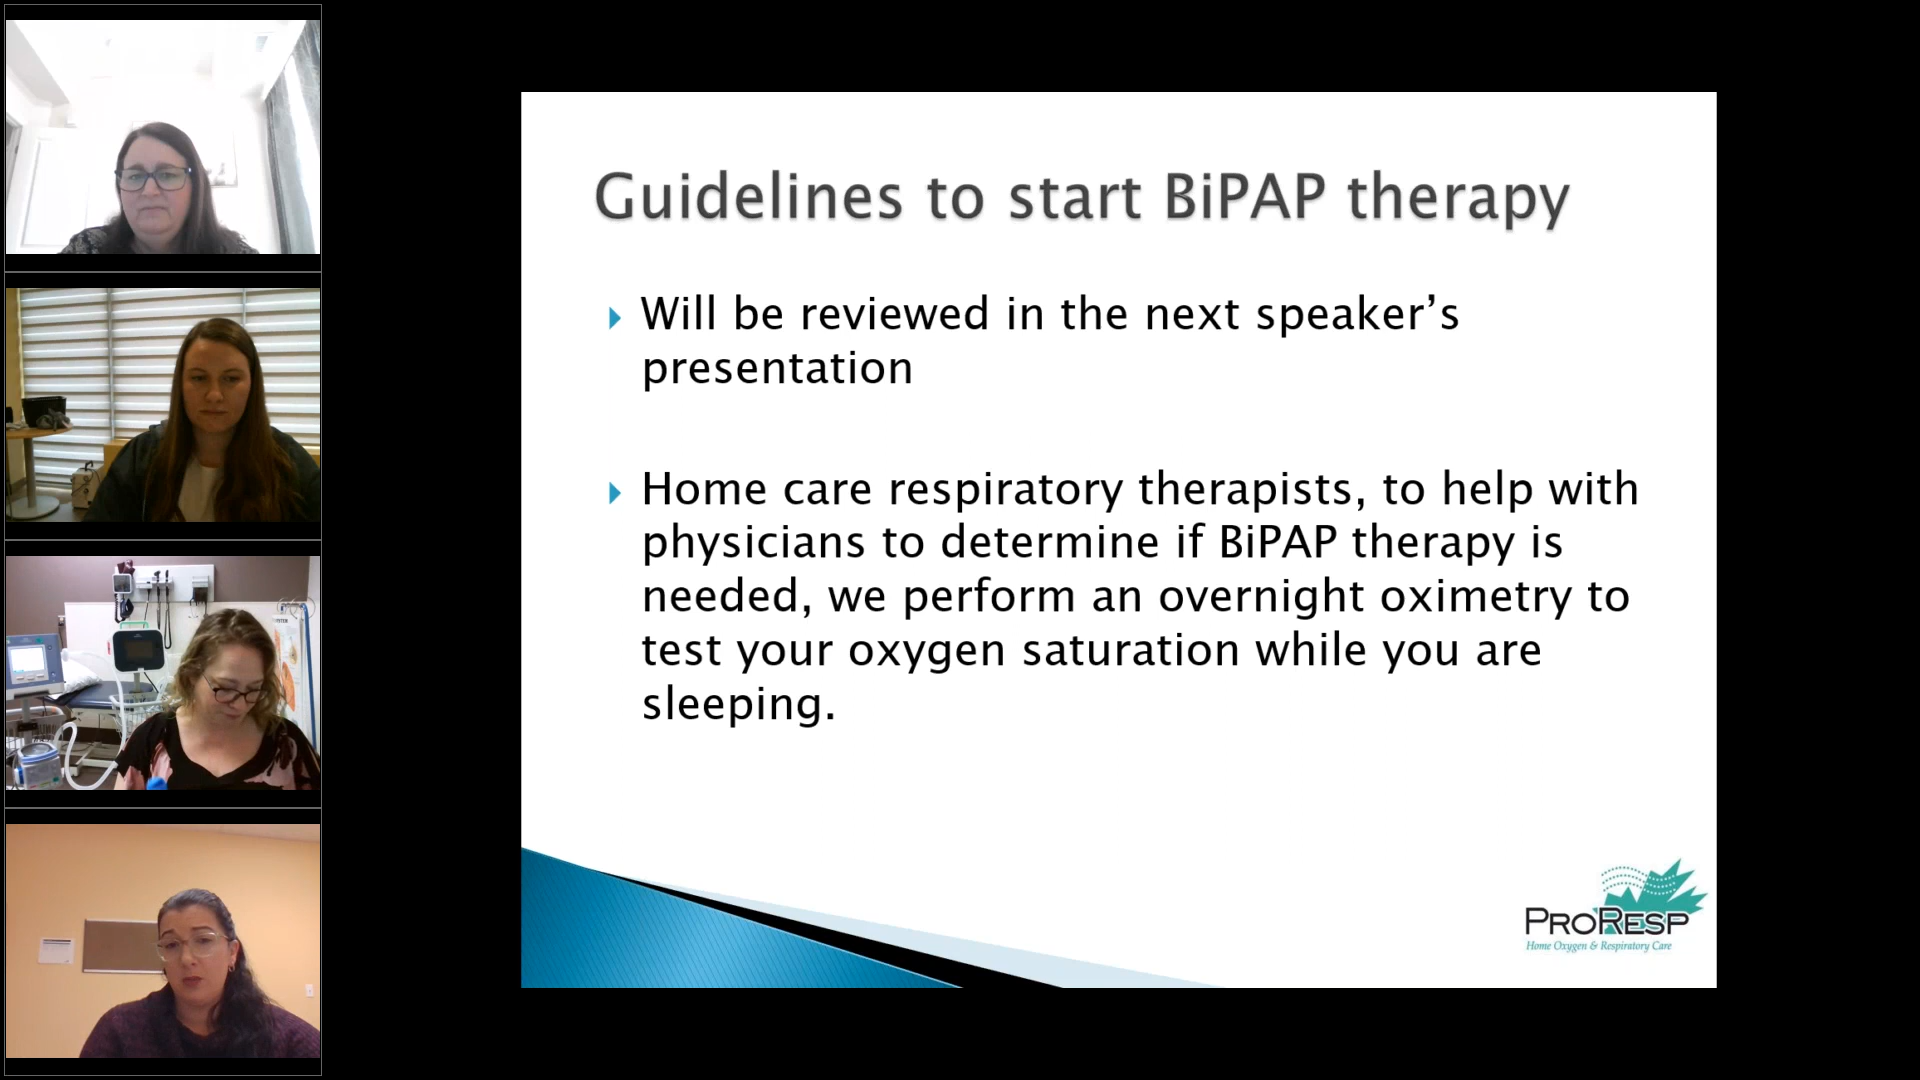 Guidelines to start BiPAP therapy
Will be reviewed in the next speaker’s
presentation
Home care respiratory therapists, to help with
physicians to determine if BiPAP therapy is
needed, we perform an overnight oximetry to
test your oxygen saturation while you are
sleeping.
PRORESP
Home Oxygen & Respiratory Care